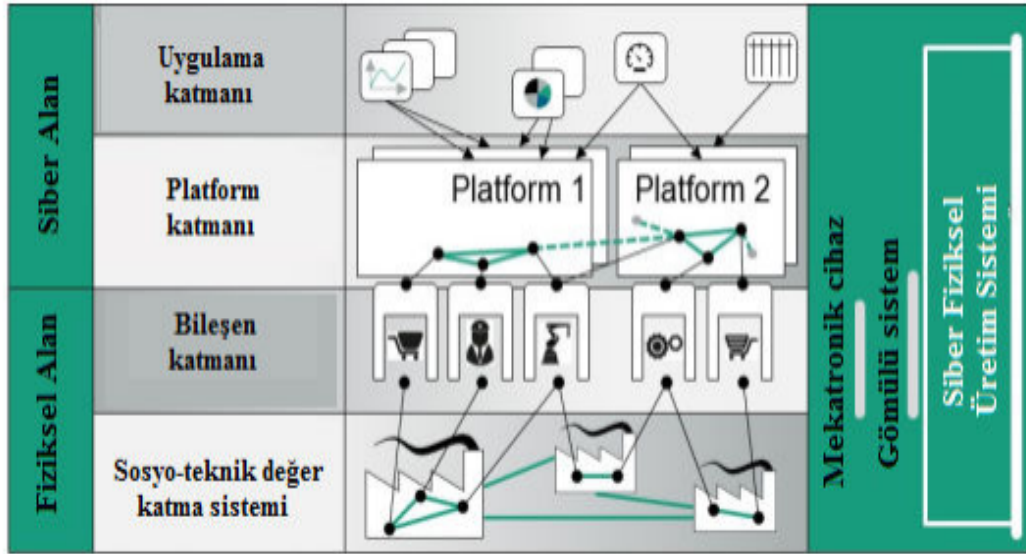 Siber Alan
Uygulama
katmanı
Platform
katmanı
Platform 1
Platform 2
Fiziksel Alan
Bileşen
katmanı
Sosyo-teknik değer
katma sistemi
Mekatronik cihaz
Gömülü sistem
Siber Fiziksel
Üretim Sistemi